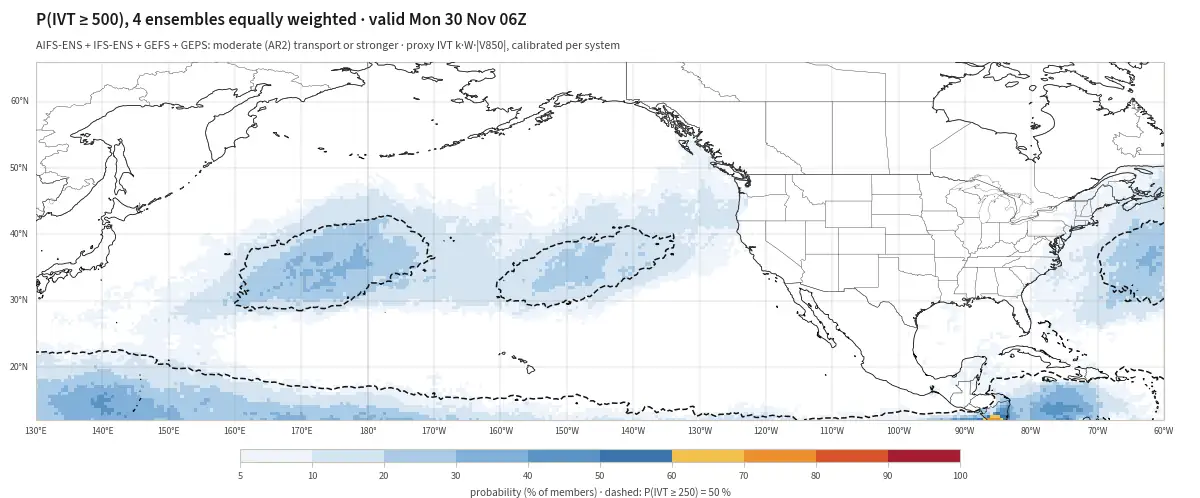 P(IVT ≥ 500), 4 ensembles equally weighted · valid Mon 30 Nov 06Z
AIFS-ENS + IFS-ENS + GEFS + GEPS: moderate (AR2) transport or stronger · proxy IVT k·W·|V850|, calibrated per system
60°N
50°N
40°N
30°N
20°N
130°E 140°E 150°E 160°E 170°E 180° 170°W 160°W 150°W 140°W 130°W 120°W 110°W 100°W 90°W 80°W 70°W 60°W
5 10 20 30 40 50 60 70 80 90 100
probability (% of members) · dashed: P(IVT ≥ 250) = 50 %